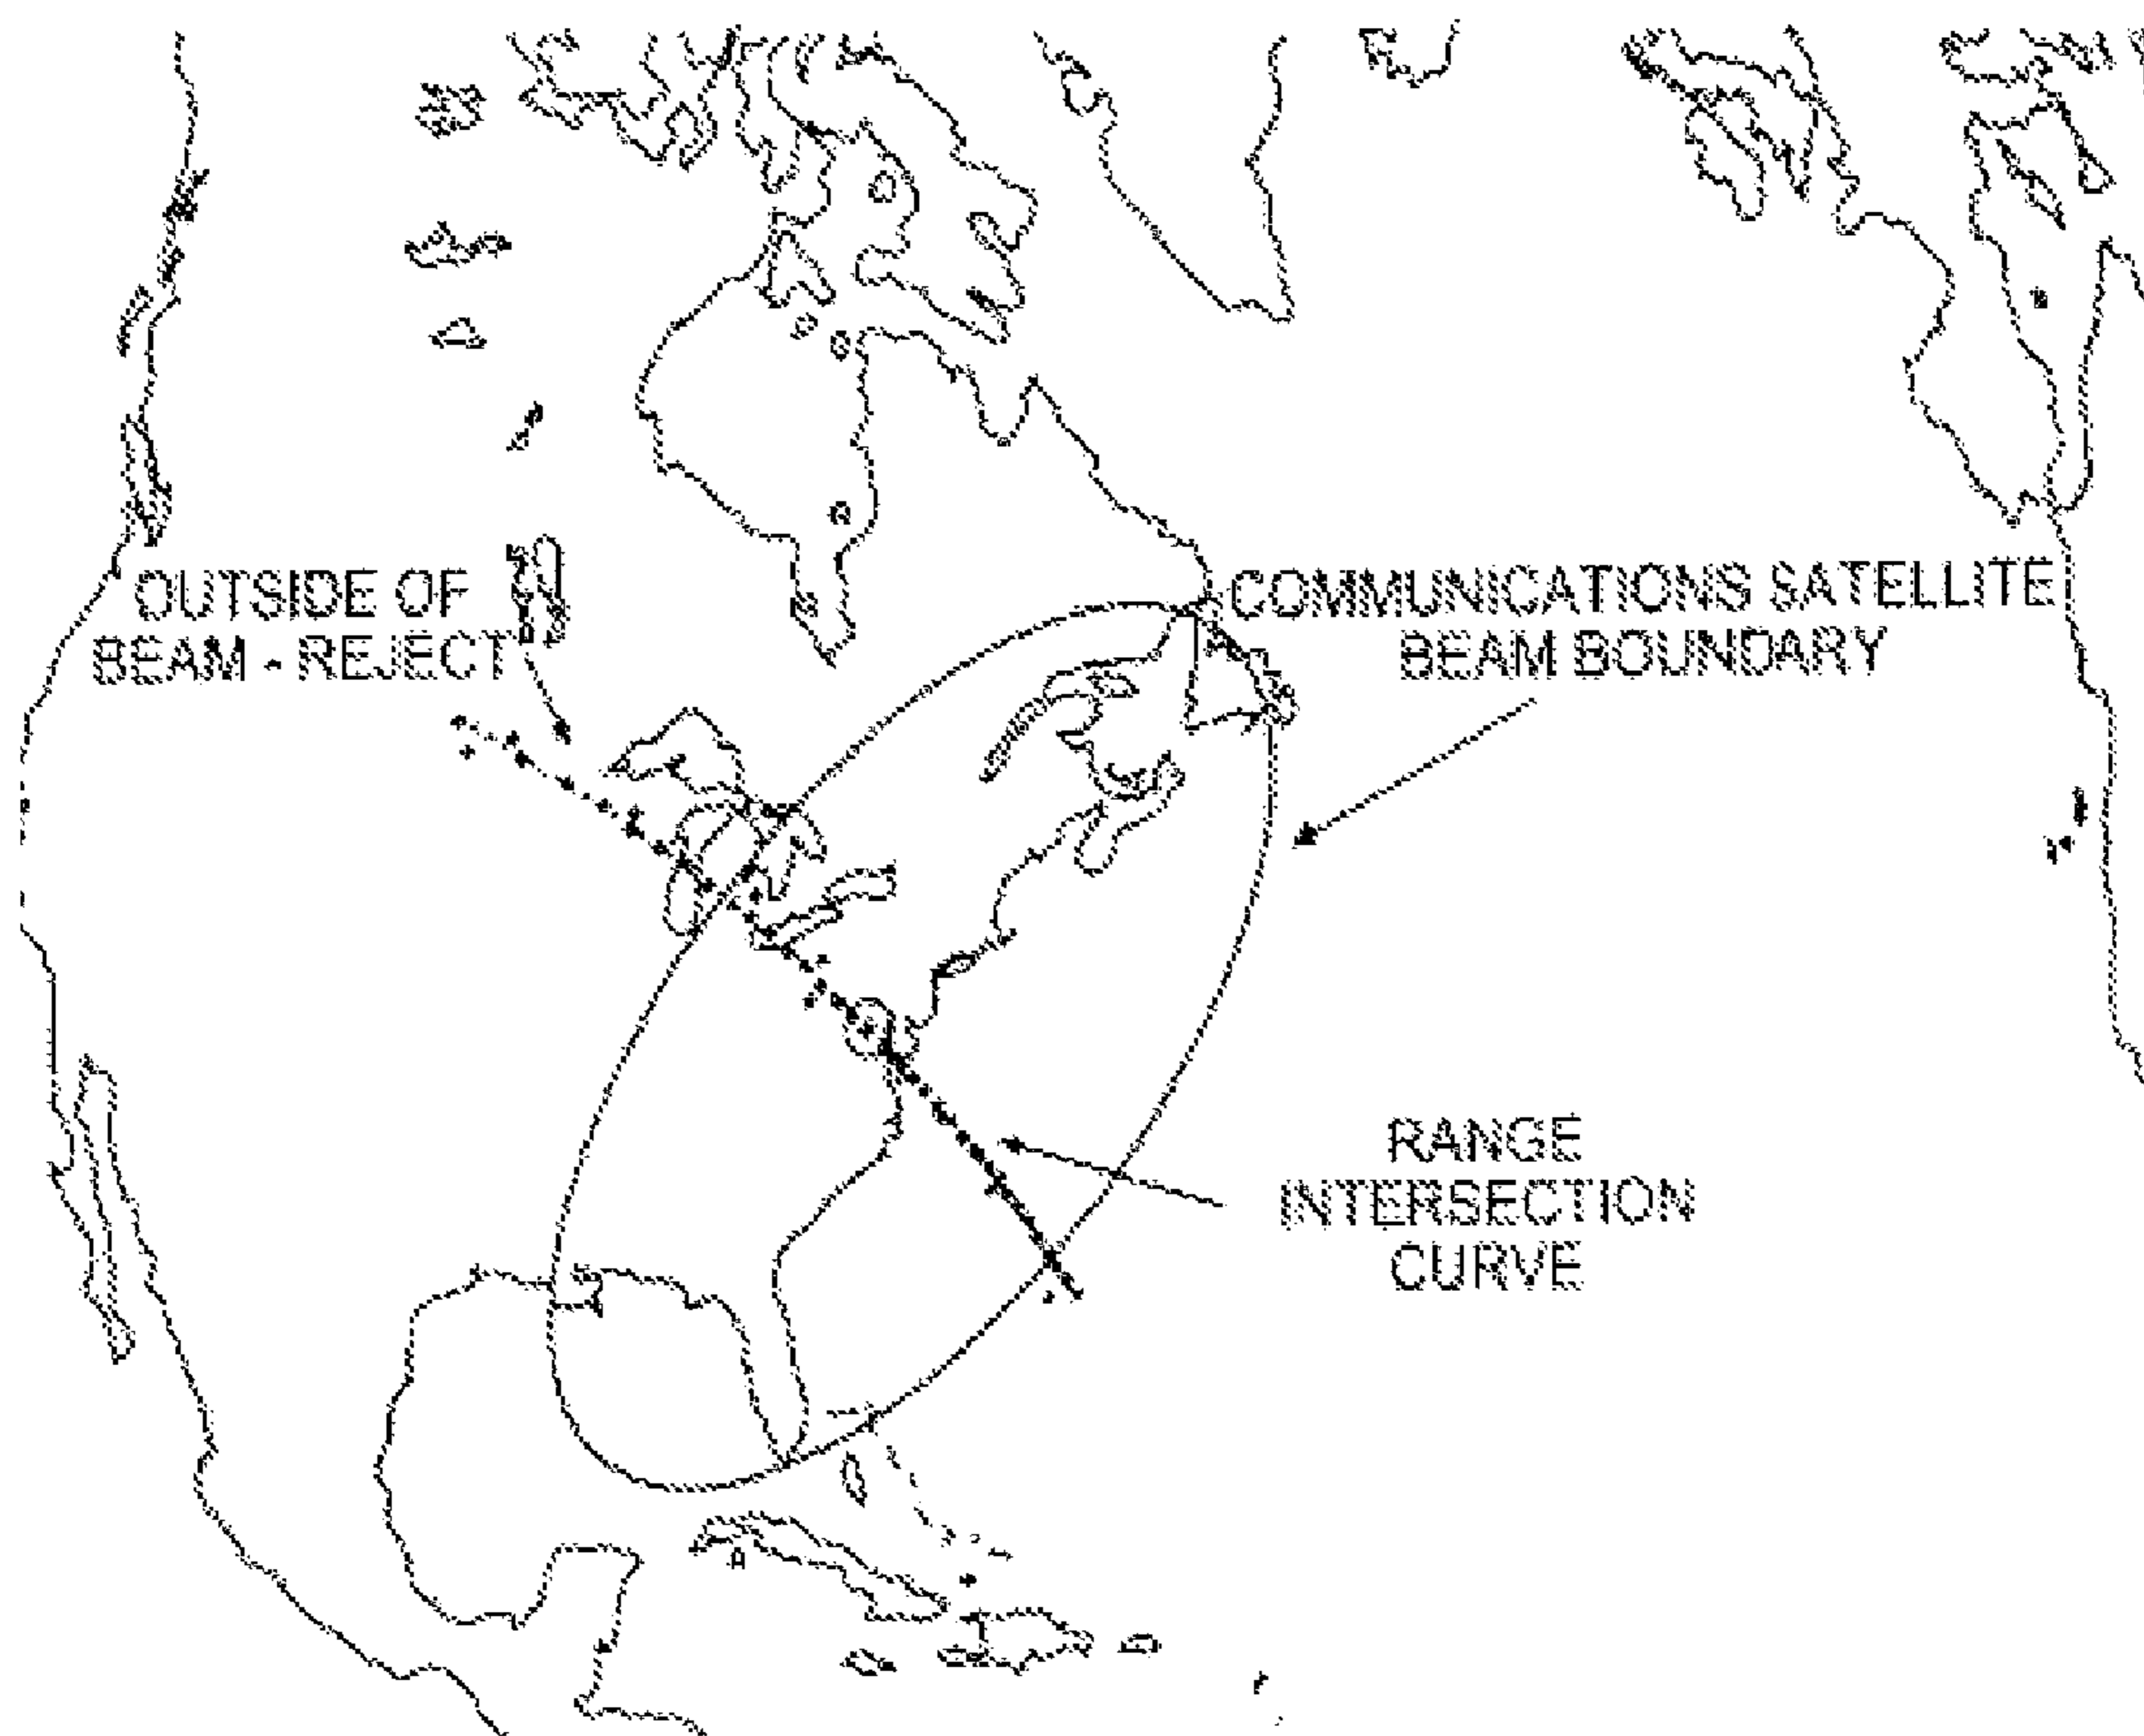 OUTSIDE OF
BEAM - REJECT
COMMUNICATIONS SATELLITE
BEAM BOUNDARY
RANGE
INTERSECTION
CURVE